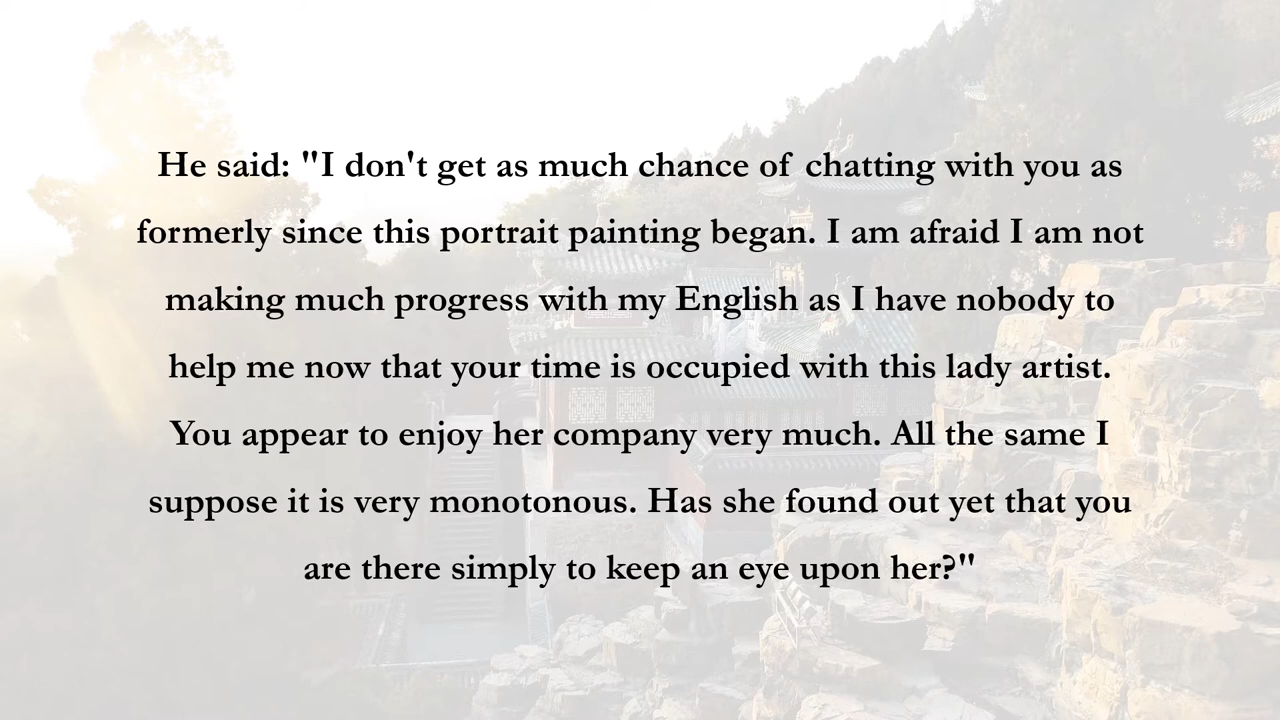 He said: "I don't get as much chance of chatting with you as
formerly since this portrait painting began. I am afraid I am not
making much progress with my English as I have nobody to
help me now that your time is occupied with this lady artist.
You appear to enjoy her company very much. All the same I
suppose it is very monotonous. Has she found out yet that you
are there simply to keep an eye upon her?"